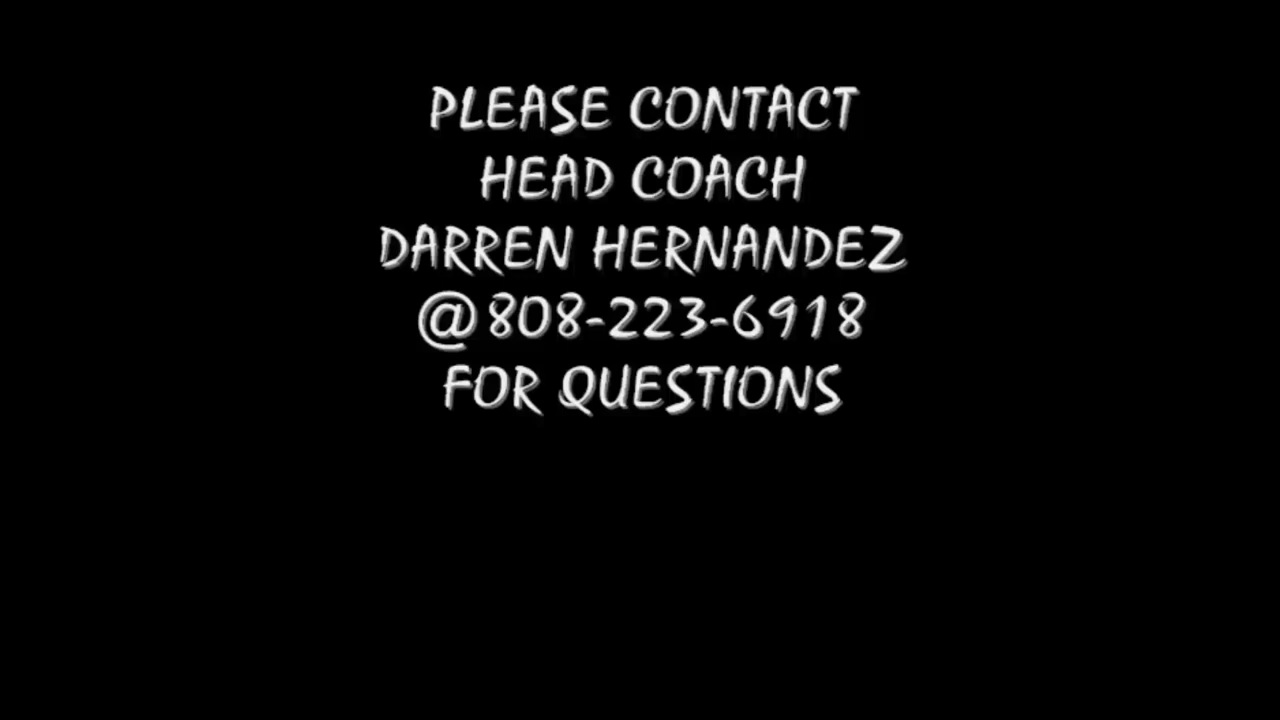 PLEASE CONTACT
HEAD COACH
DARREN HERNANDEZ
@808-223-6918
FOR QUESTIONS